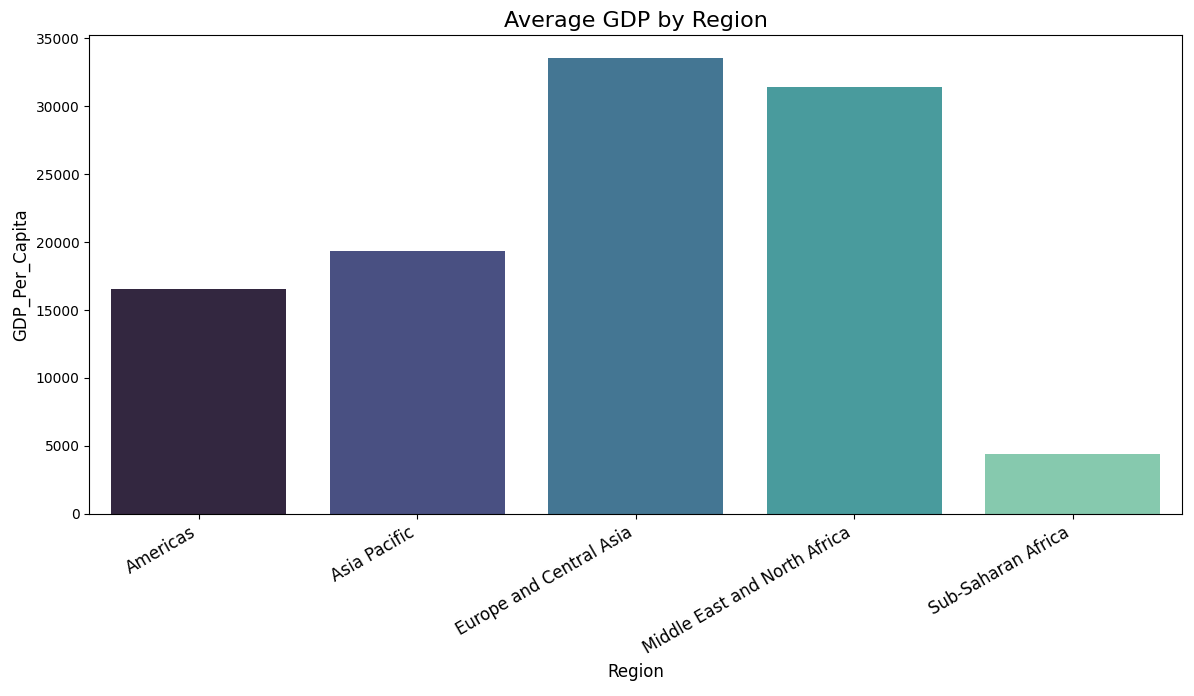 Average GDP by Region
GDP_Per_Capita
35000
30000
25000
20000
15000
10000
5000
0
Americas
Asia Pacific
Europe and Central Asia
Middle East and North Africa
Sub-Saharan Africa
Region